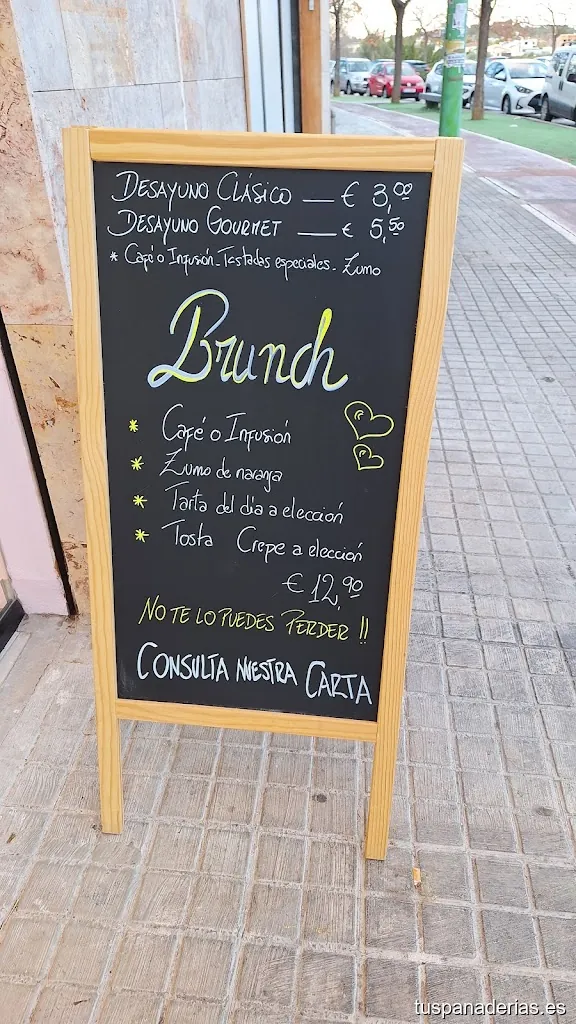 DESAYUNO CLÁSICO — € 3,00
DESAYUNO GOURMET — € 5,50
* Café o Infusión - Tostadas especiales - Zumo
Brunch
* Café o Infusión
* Zumo de naranja
* Tarta del día a elección
* Tosta Crepe a elección
€ 12,90
NO TE LO PUEDES PERDER !!
CONSULTA NUESTRA CARTA
tuspanaderias.es